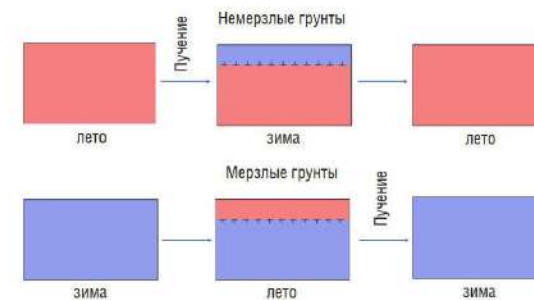 Немерзлые грунты
Пучение
лето
зима
лето
Мерзлые грунты
Пучение
зима
лето
зима